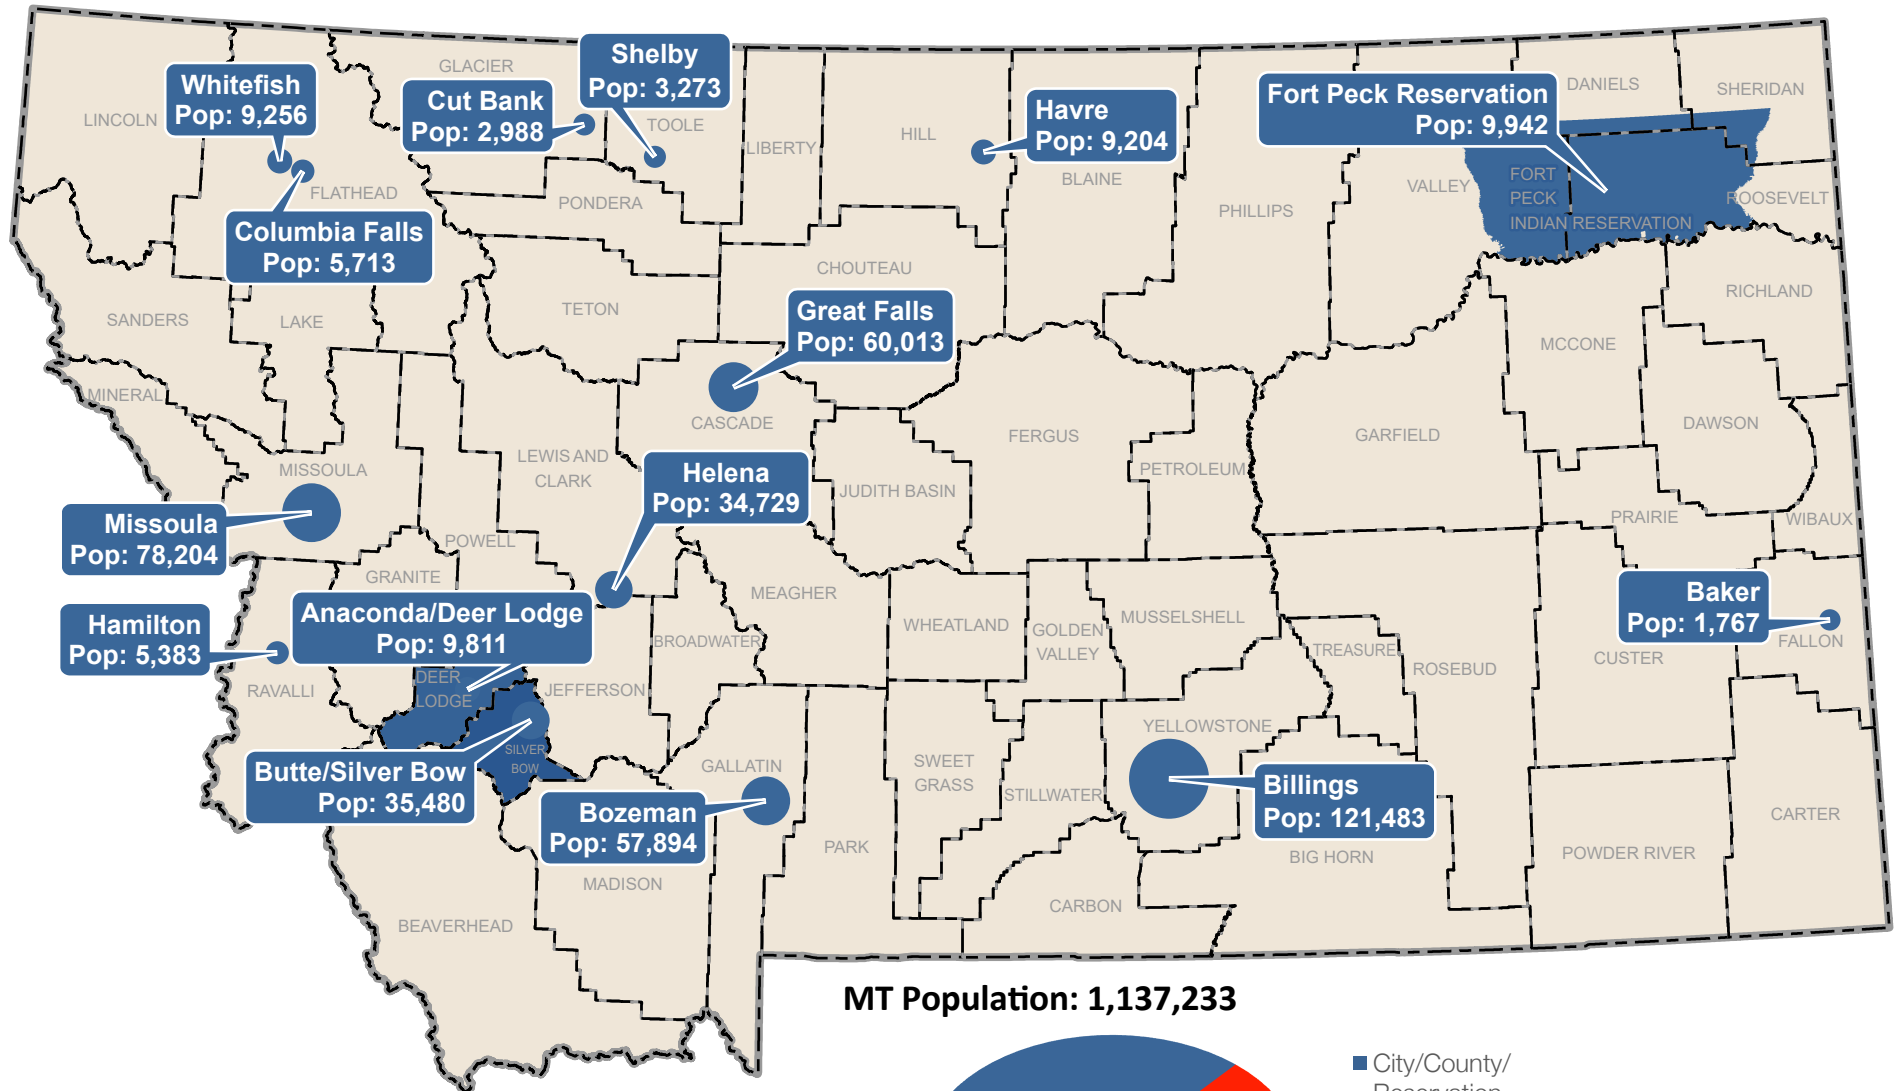 Shelby
Pop: 3,273
GLACIER
Whitefish
Pop: 9,256
Cut Bank
Pop: 2,988
Fort Peck Reservation
Pop: 9,942
DANIELS
SHERIDAN
LINCOLN
TOOLE
LIBERTY
HILL
Havre
Pop: 9,204
BLAINE
FLATHEAD
PONDERA
PHILLIPS
VALLEY
FORT
PECK
INDIAN RESERVATION
ROOSEVELT
Columbia Falls
Pop: 5,713
CHOUTEAU
TETON
RICHLAND
SANDERS
LAKE
Great Falls
Pop: 60,013
MCCONE
MINERAL
CASCADE
FERGUS
GARFIELD
DAWSON
MISSOULA
LEWIS AND
CLARK
Helena
Pop: 34,729
JUDITH BASIN
PETROLEUM
Missoula
Pop: 78,204
POWELL
PRAIRIE
WIBAUX
GRANITE
MEAGHER
Anaconda/Deer Lodge
Pop: 9,811
Hamilton
Pop: 5,383
BROADWATER
WHEATLAND
GOLDEN
VALLEY
MUSSELSHELL
TREASURE
Baker
Pop: 1,767
FALLON
CUSTER
ROSEBUD
RAVALLI
DEER
LODGE
JEFFERSON
SILVER
BOW
YELLOWSTONE
Butte/Silver Bow
Pop: 35,480
GALLATIN
SWEET
GRASS
STILLWATER
Billings
Pop: 121,483
Bozeman
Pop: 57,894
CARTER
PARK
BIG HORN
POWDER RIVER
MADISON
CARBON
BEAVERHEAD
MT Population: 1,137,233
City/County/
Reservation